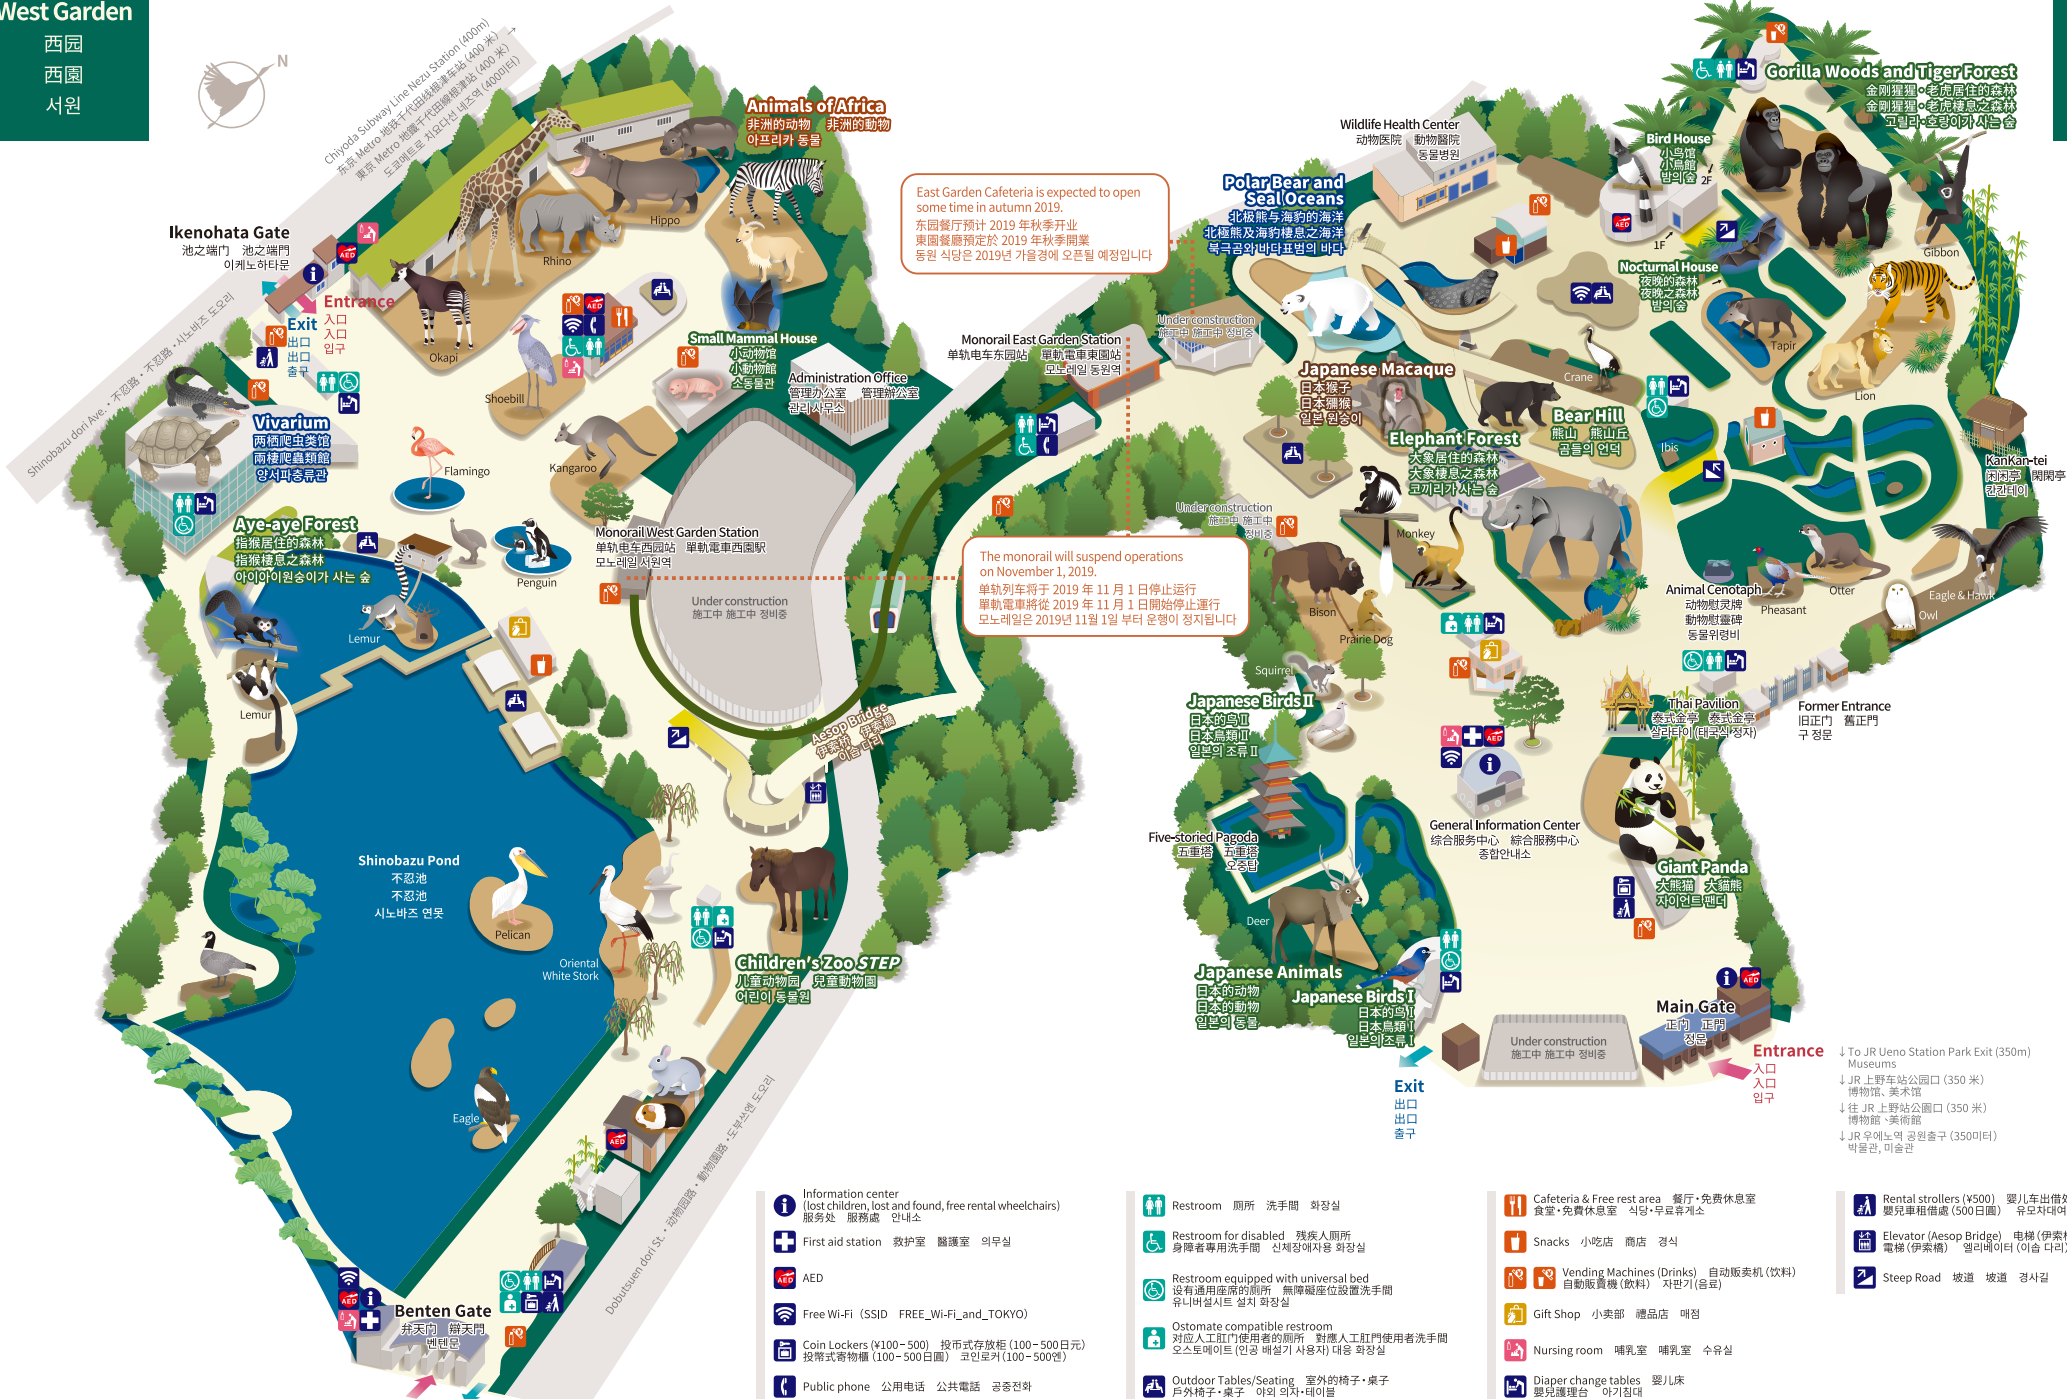 West Garden
西园
西園
서원
N
Chiyoda Subway Line Nezu Station (400m) →
东京 Metro 地铁千代田线根津车站 (400 米)
東京 Metro 地鐵千代田線根津站 (400 米)
도쿄메트로 치요다선 네즈역 (400미터)
Shinobazu dori Ave.・不忍路・不忍路・시노바즈 도오리
Ikenohata Gate
池之端门 池之端門
이케노하타문
Entrance
入口
入口
입구
Exit
出口
出口
출구
Animals of Africa
非洲的动物 非洲的動物
아프리카 동물
Hippo
Rhino
Okapi
Shoebill
Small Mammal House
小动物馆
小動物館
소동물관
Administration Office
管理办公室 管理辦公室
관리 사무소
Vivarium
两栖爬虫类馆
兩棲爬蟲類館
양서파충류관
Flamingo
Kangaroo
Penguin
Aye-aye Forest
指猴居住的森林
指猴棲息之森林
아이아이원숭이가 사는 숲
Lemur
Lemur
Monorail West Garden Station
单轨电车西园站 單軌電車西園駅
모노레일 서원역
Under construction
施工中 施工中 정비중
Aesop Bridge
伊索桥 伊索橋
이솝 다리
Shinobazu Pond
不忍池
不忍池
시노바즈 연못
Pelican
Oriental
White Stork
Eagle
Children's Zoo STEP
儿童动物园 兒童動物園
어린이 동물원
Dobutsuen dori St.・动物园路・動物園路・도부쓰엔 도오리
Benten Gate
弁天门 辯天門
벤텐문
East Garden Cafeteria is expected to open
some time in autumn 2019.
东园餐厅预计 2019 年秋季开业
東園餐廳預定於 2019 年秋季開業
동원 식당은 2019년 가을경에 오픈될 예정입니다
Monorail East Garden Station
单轨电车东园站 單軌電車東園站
모노레일 동원역
Under construction
施工中 施工中 정비중
The monorail will suspend operations
on November 1, 2019.
单轨列车将于 2019 年 11 月 1 日停止运行
單軌電車將從 2019 年 11 月 1 日開始停止運行
모노레일은 2019년 11월 1일 부터 운행이 정지됩니다
Wildlife Health Center
动物医院 動物醫院
동물병원
Polar Bear and
Seal Oceans
北极熊与海豹的海洋
北極熊及海豹棲息之海洋
북극곰와바다표범의 바다
Gorilla Woods and Tiger Forest
金刚猩猩・老虎居住的森林
金剛猩猩・老虎棲息之森林
고릴라・호랑이가 사는 숲
Bird House
小鸟馆
小鳥館
밤의숲
2F
1F
Nocturnal House
夜晚的森林
夜晚之森林
밤의숲
Gibbon
Tapir
Lion
Crane
Japanese Macaque
日本猴子
日本獼猴
일본 원숭이
Bear Hill
熊山 熊山丘
곰들의 언덕
Elephant Forest
大象居住的森林
大象棲息之森林
코끼리가 사는 숲
Ibis
KanKan-tei
闲闲亭 閑閑亭
칸칸테이
Under construction
施工中 施工中
정비중
Monkey
Bison
Prairie Dog
Squirrel
Animal Cenotaph
动物慰灵牌
動物慰靈碑
동물위령비
Pheasant
Otter
Eagle & Hawk
Owl
Thai Pavilion
泰式金亭 泰式金亭
살라타이 (태국식 정자)
Former Entrance
旧正门 舊正門
구 정문
Japanese Birds II
日本的鸟 II
日本鳥類 II
일본의 조류 II
Five-storied Pagoda
五重塔 五重塔
오중탑
General Information Center
综合服务中心 綜合服務中心
종합안내소
Giant Panda
大熊猫 大貓熊
자이언트 팬더
Deer
Japanese Animals
日本的动物
日本的動物
일본의 동물
Japanese Birds I
日本的鸟 I
日本鳥類 I
일본의 조류 I
Exit
出口
出口
출구
Under construction
施工中 施工中 정비중
Main Gate
正门 正門
정문
Entrance
入口
入口
입구
↓To JR Ueno Station Park Exit (350m)
Museums
↓JR 上野车站公园口 (350 米)
博物馆、美术馆
↓往 JR 上野站公園口 (350 米)
博物館、美術館
↓JR 우에노역 공원출구 (350미터)
박물관, 미술관
Information center
(lost children, lost and found, free rental wheelchairs)
服务处 服務處 안내소
First aid station 救护室 醫護室 의무실
AED
Free Wi-Fi (SSID FREE_Wi-Fi_and_TOKYO)
Coin Lockers (¥100-500) 投币式存放柜 (100-500日元)
投幣式寄物櫃 (100-500日圓) 코인로커 (100-500엔)
Public phone 公用电话 公共電話 공중전화
Restroom 厕所 洗手間 화장실
Restroom for disabled 残疾人厕所
身障者專用洗手間 신체장애자용 화장실
Restroom equipped with universal bed
设有通用座席的厕所 無障礙座位設置洗手間
유니버설시트 설치 화장실
Ostomate compatible restroom
对应人工肛门使用者的厕所 對應人工肛門使用者洗手間
오스토메이트 (인공 배설기 사용자) 대응 화장실
Outdoor Tables/Seating 室外的椅子・桌子
戶外椅子・桌子 야외 의자・테이블
Cafeteria & Free rest area 餐厅・免费休息室
食堂・免費休息室 식당・무료휴게소
Snacks 小吃店 商店 경식
Vending Machines (Drinks) 自动贩卖机 (饮料)
自動販賣機 (飲料) 자판기 (음료)
Gift Shop 小卖部 禮品店 매점
Nursing room 哺乳室 哺乳室 수유실
Diaper change tables 婴儿床
嬰兒護理台 아기침대
Rental strollers (¥500) 婴儿车出借处
嬰兒車租借處 (500日圓) 유모차대여
Elevator (Aesop Bridge) 电梯 (伊索桥)
電梯 (伊索橋) 엘리베이터 (이솝 다리)
Steep Road 坡道 坡道 경사길